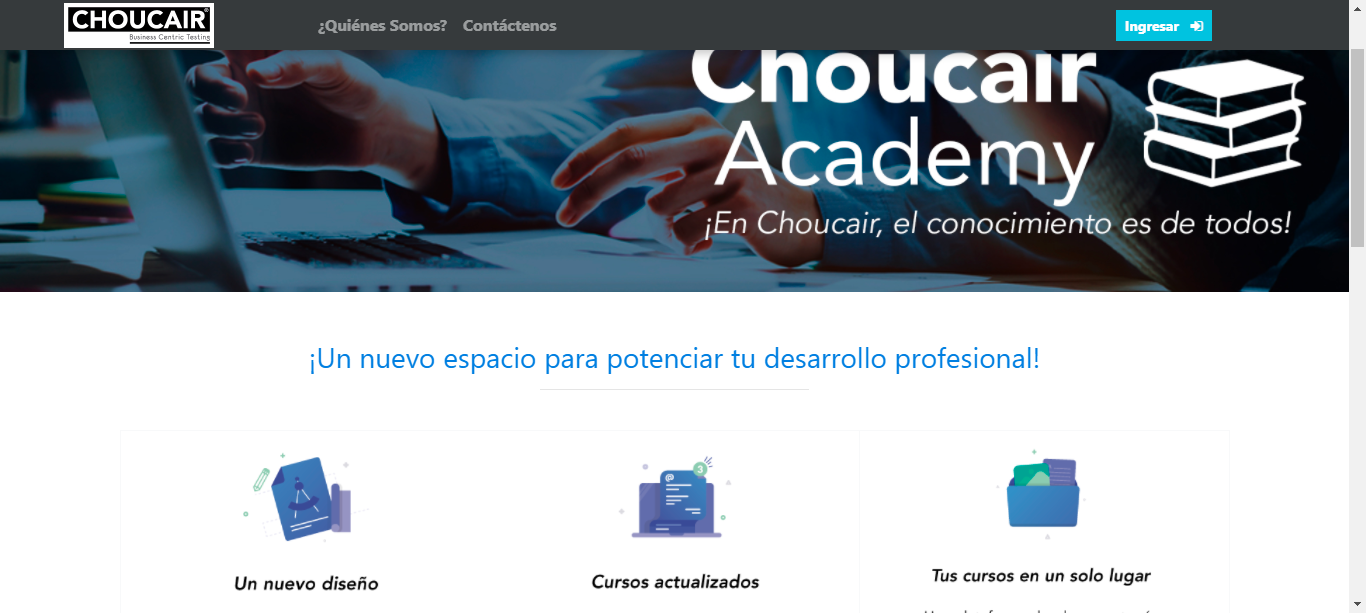 CHOUCAIR®
Business Centric Testing
¿Quiénes Somos? Contáctenos
Ingresar
Choucair
Academy
¡En Choucair, el conocimiento es de todos!
¡Un nuevo espacio para potenciar tu desarrollo profesional!
@ 3
Un nuevo diseño
Cursos actualizados
Tus cursos en un solo lugar